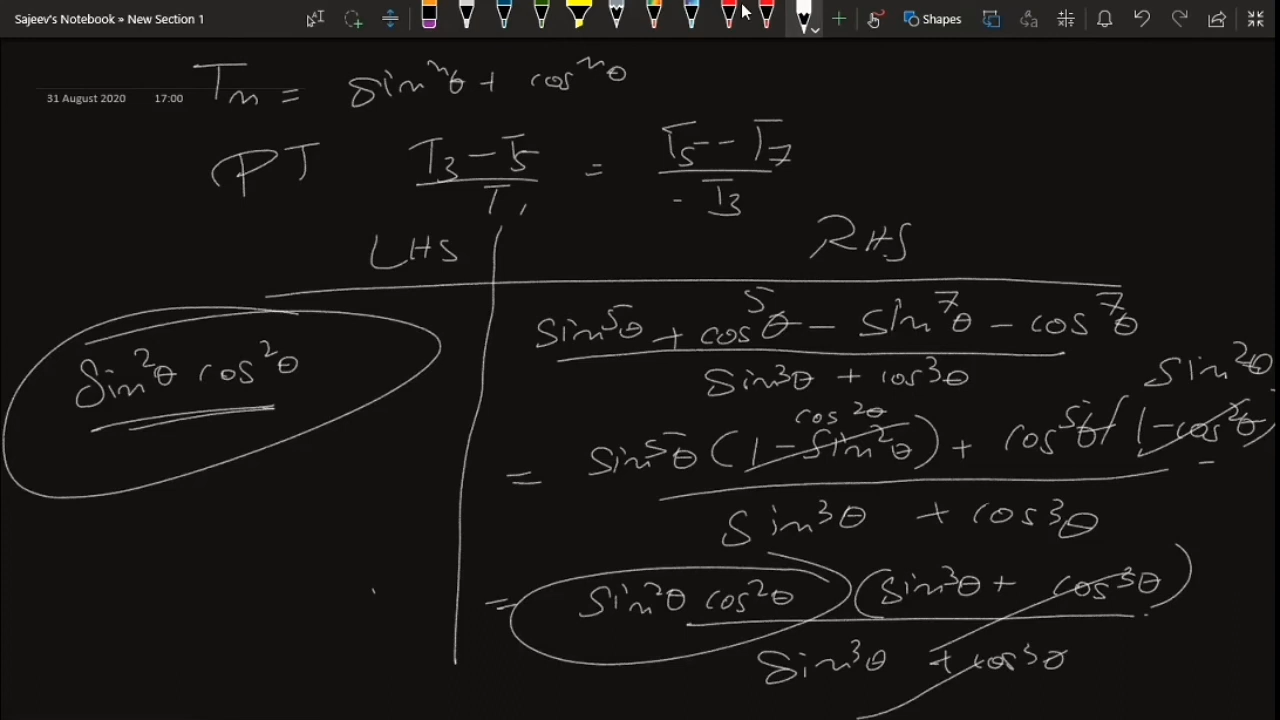 Sajeev's Notebook » New Section 1
Shapes
31 August 2020 17:00
Tn = sin^nθ + cos^nθ
PT (T3 - T5)/T1 = (T5 - T7)/T3
LHS RHS
sin^5θ + cos^5θ - sin^7θ - cos^7θ
sin^3θ + cos^3θ
sin^2θ cos^2θ
cos^2θ sin^2θ
= sin^5θ (1 - sin^2θ) + cos^5θ (1 - cos^2θ)
sin^3θ + cos^3θ
= sin^2θ cos^2θ (sin^3θ + cos^3θ)
sin^3θ + cos^3θ